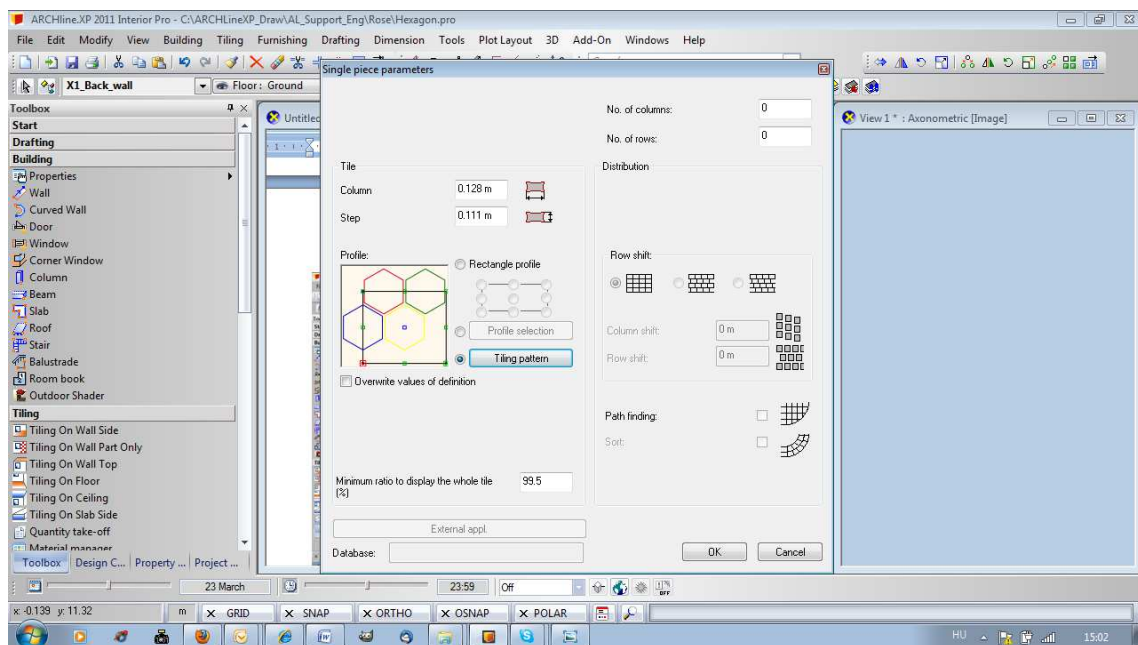 ARCHline.XP 2011 Interior Pro - C:\ARCHLineXP_Draw\AL_Support_Eng\Rose\Hexagon.pro
File Edit Modify View Building Tiling Furnishing Drafting Dimension Tools Plot Layout 3D Add-On Windows Help
X1_Back_wall
Floor: Ground
Toolbox
Start
Drafting
Building
Properties
Wall
Curved Wall
Door
Window
Corner Window
Column
Beam
Slab
Roof
Stair
Balustrade
Room book
Outdoor Shader
Tiling
Tiling On Wall Side
Tiling On Wall Part Only
Tiling On Wall Top
Tiling On Floor
Tiling On Ceiling
Tiling On Slab Side
Quantity take-off
Material manager
Toolbox Design C... Property ... Project ...
Single piece parameters
No. of columns: 0
No. of rows: 0
Tile
Column 0.128 m
Step 0.111 m
Profile:
Rectangle profile
Profile selection
Tiling pattern
Overwrite values of definition
Minimum ratio to display the whole tile (%) 99.5
External appl.
Database:
Distribution
Row shift:
Column shift: 0 m
Row shift: 0 m
Path finding:
Sort:
OK Cancel
View 1 * : Axonometric [Image]
23 March 23:59 Off
x: -0.139 y: 11.32 m GRID SNAP ORTHO OSNAP POLAR
HU 15:02